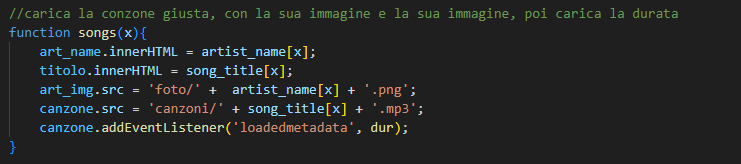 //carica la conzone giusta, con la sua immagine e la sua immagine, poi carica la durata
function songs(x){
    art_name.innerHTML = artist_name[x];
    titolo.innerHTML = song_title[x];
    art_img.src = 'foto/' +  artist_name[x] + '.png';
    canzone.src = 'canzoni/' + song_title[x] + '.mp3';
    canzone.addEventListener('loadedmetadata', dur);
}